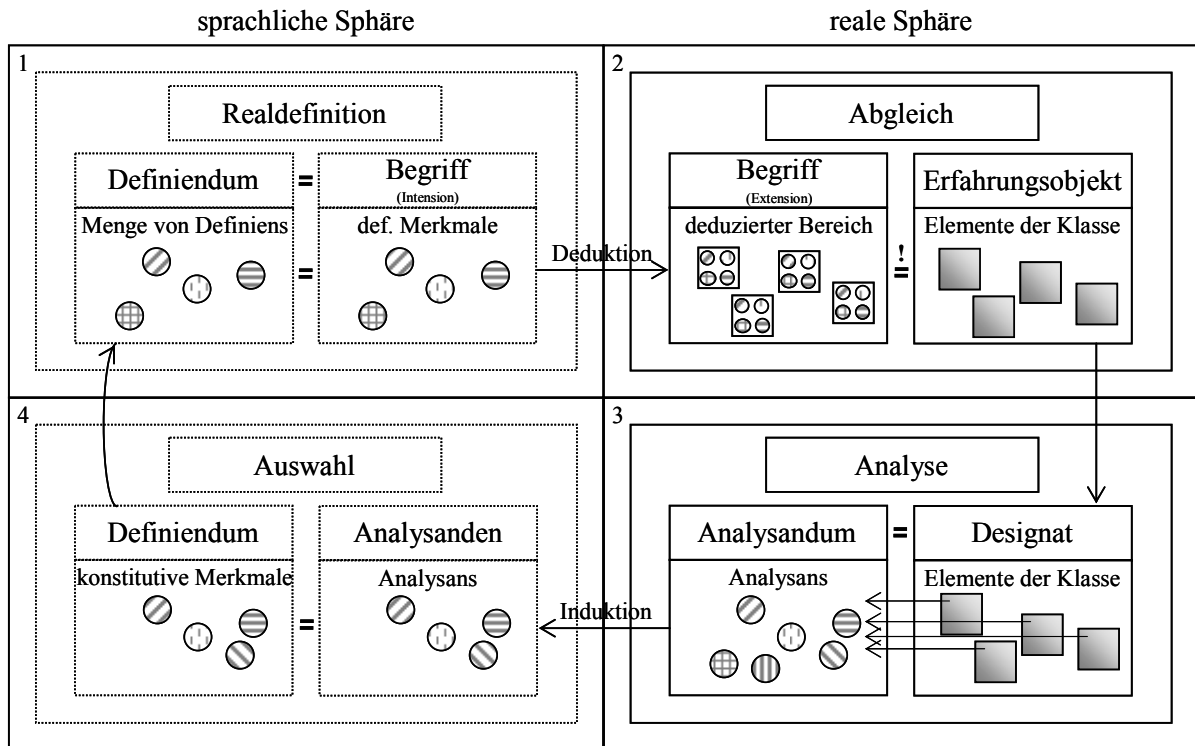 sprachliche Sphäre
reale Sphäre
1
Realdefinition
Definiendum
=
Begriff
(Intension)
Menge von Definiens
=
def. Merkmale
Deduktion
2
Abgleich
Begriff
(Extension)
Erfahrungsobjekt
deduzierter Bereich
!
=
Elemente der Klasse
4
Auswahl
Definiendum
Analysanden
konstitutive Merkmale
=
Analysans
Induktion
3
Analyse
Analysandum
=
Designat
Analysans
Elemente der Klasse